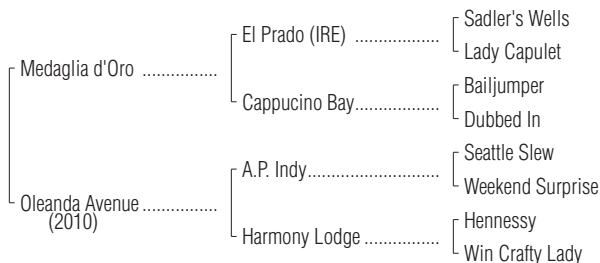 Sadler's Wells
El Prado (IRE) ..................
Lady Capulet
Medaglia d'Oro ................
Bailjumper
Cappucino Bay..................
Dubbed In
Seattle Slew
A.P. Indy............................
Weekend Surprise
Oleanda Avenue ................
(2010)
Hennessy
Harmony Lodge ................
Win Crafty Lady